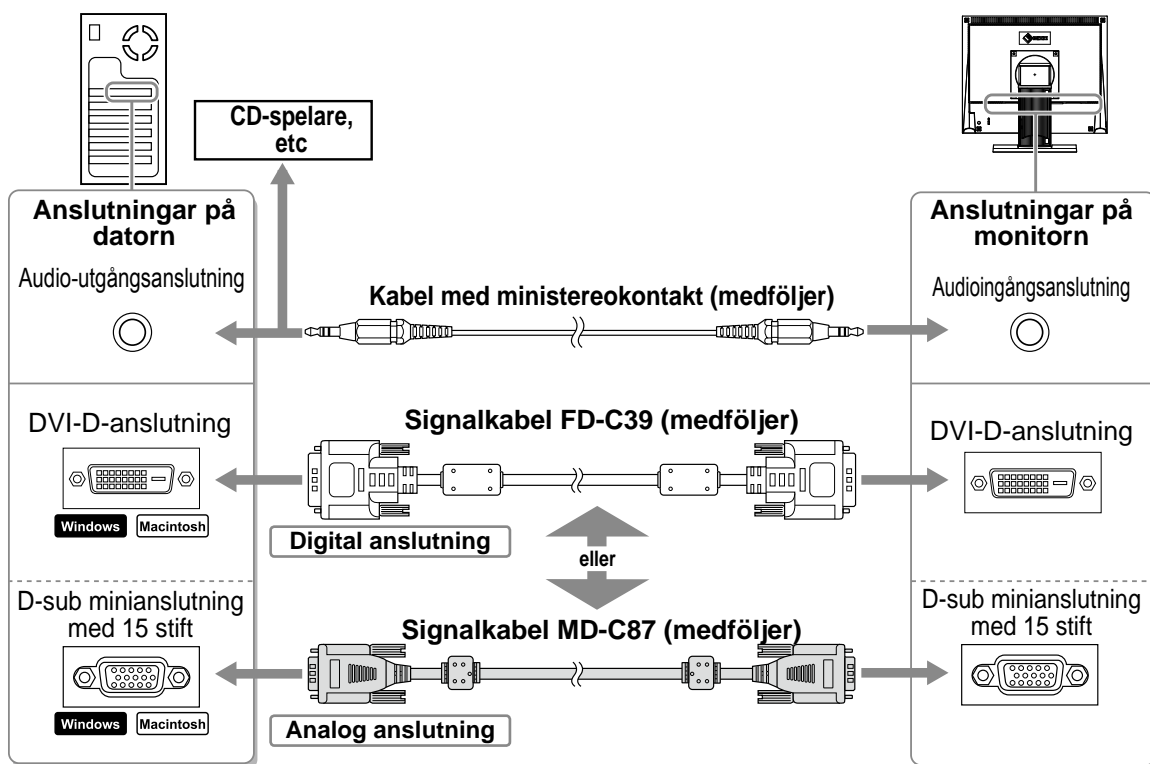 CD-spelare,
etc
Anslutningar på
datorn
Audio-utgångsanslutning
Anslutningar på
monitorn
Audioingångsanslutning
Kabel med ministereokontakt (medföljer)
DVI-D-anslutning
Windows Macintosh
Signalkabel FD-C39 (medföljer)
Digital anslutning
DVI-D-anslutning
eller
D-sub minianslutning
med 15 stift
Windows Macintosh
Signalkabel MD-C87 (medföljer)
Analog anslutning
D-sub minianslutning
med 15 stift